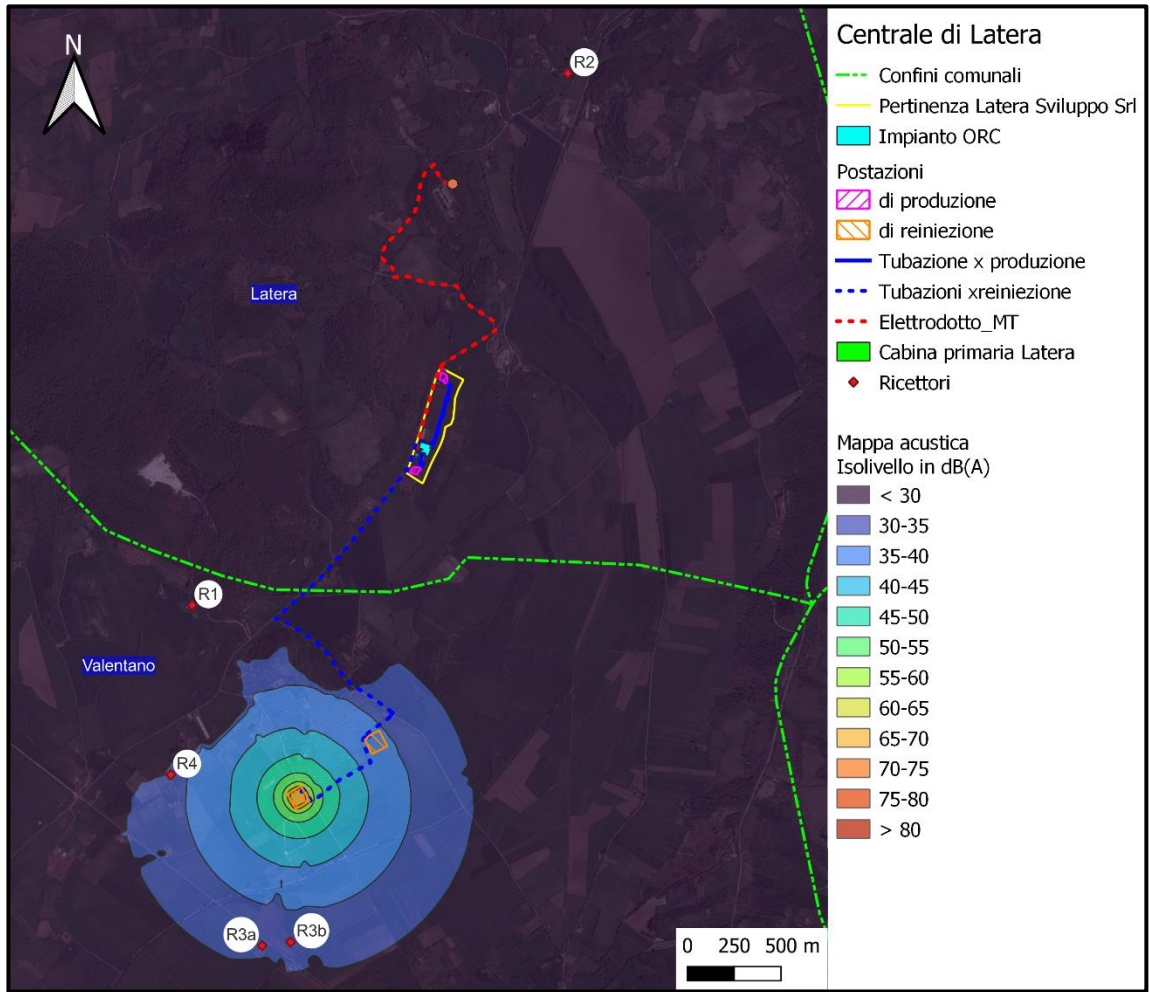 N
R2
Latera
R1
Valentano
R4
R3a
R3b
0 250 500 m
Centrale di Latera
Confini comunali
Pertinenza Latera Sviluppo Srl
Impianto ORC
Postazioni
di produzione
di reiniezione
Tubazione x produzione
Tubazioni xreiniezione
Elettrodotto_MT
Cabina primaria Latera
Ricettori
Mappa acustica
Isolivello in dB(A)
< 30
30-35
35-40
40-45
45-50
50-55
55-60
60-65
65-70
70-75
75-80
> 80